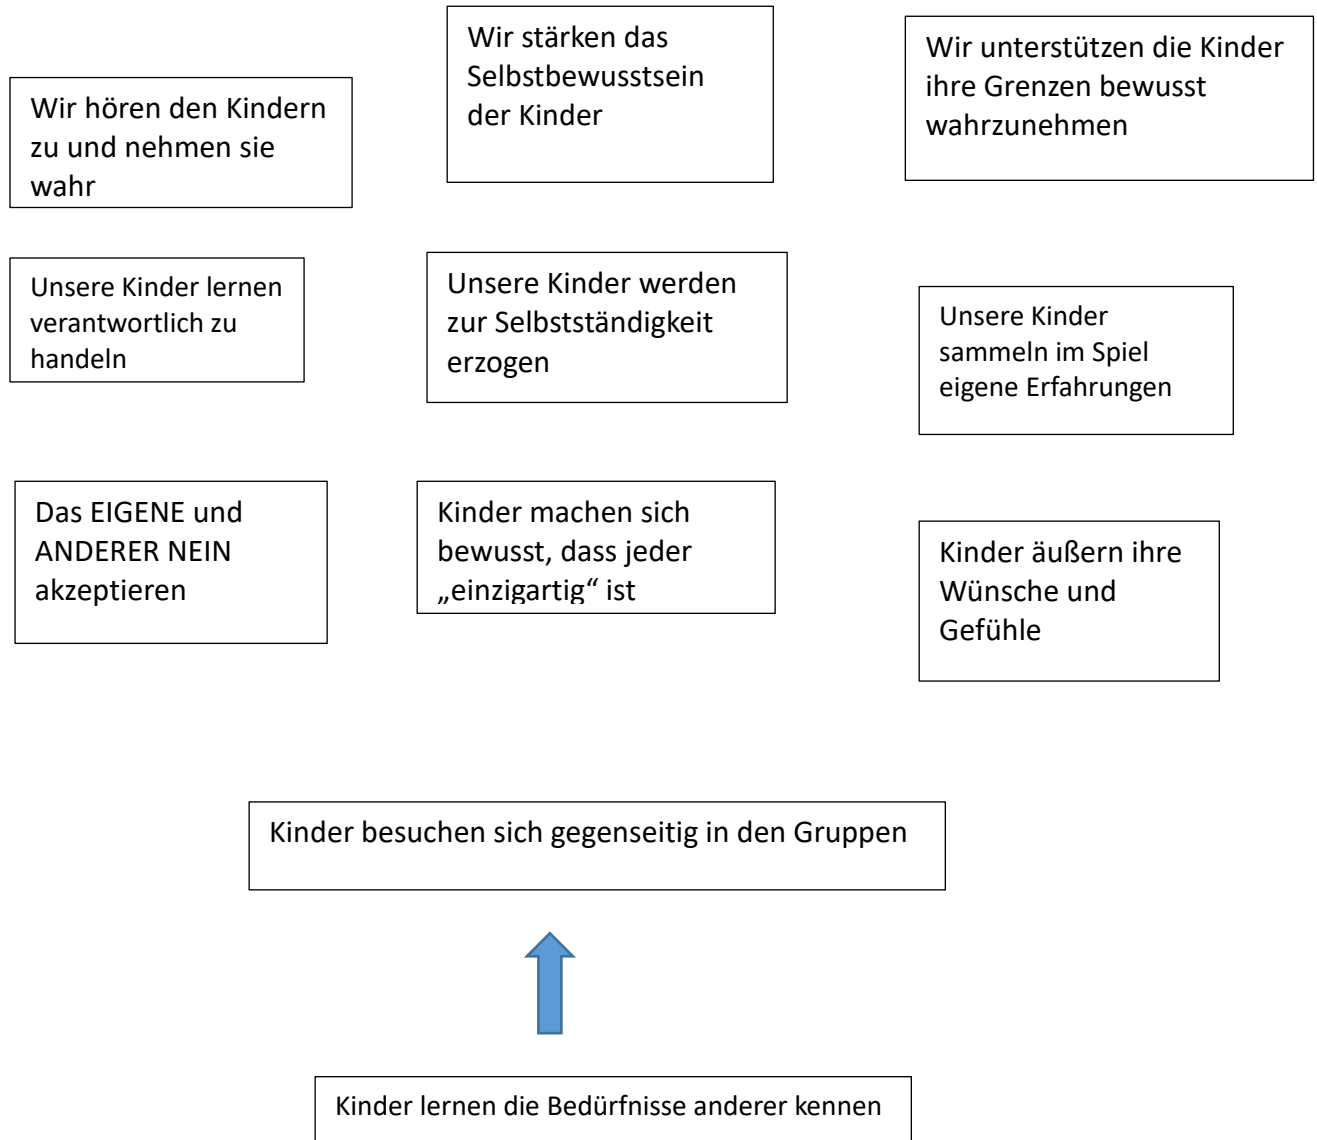 Wir stärken das
Selbstbewusstsein
der Kinder
Wir unterstützen die Kinder
ihre Grenzen bewusst
wahrzunehmen
Wir hören den Kindern
zu und nehmen sie
wahr
Unsere Kinder lernen
verantwortlich zu
handeln
Unsere Kinder werden
zur Selbstständigkeit
erzogen
Unsere Kinder
sammeln im Spiel
eigene Erfahrungen
Das EIGENE und
ANDERER NEIN
akzeptieren
Kinder machen sich
bewusst, dass jeder
„einzigartig“ ist
Kinder äußern ihre
Wünsche und
Gefühle
Kinder besuchen sich gegenseitig in den Gruppen
Kinder lernen die Bedürfnisse anderer kennen